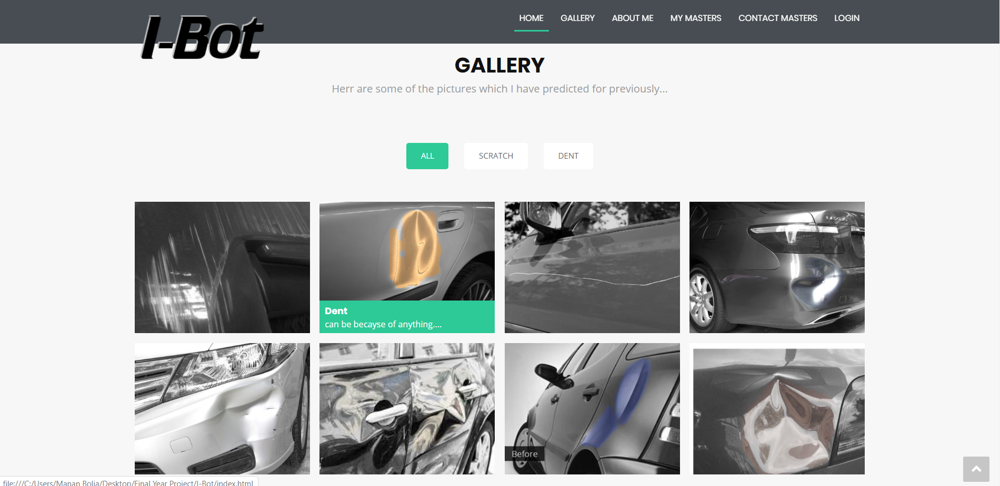 I-Bot
HOME GALLERY ABOUT ME MY MASTERS CONTACT MASTERS LOGIN
GALLERY
Herr are some of the pictures which I have predicted for previously...
ALL SCRATCH DENT
LEXUS
Dent
can be becayse of anything....
Before
file:///C:/Users/Manan Bolia/Desktop/Final Year Project/I-Bot/index.html